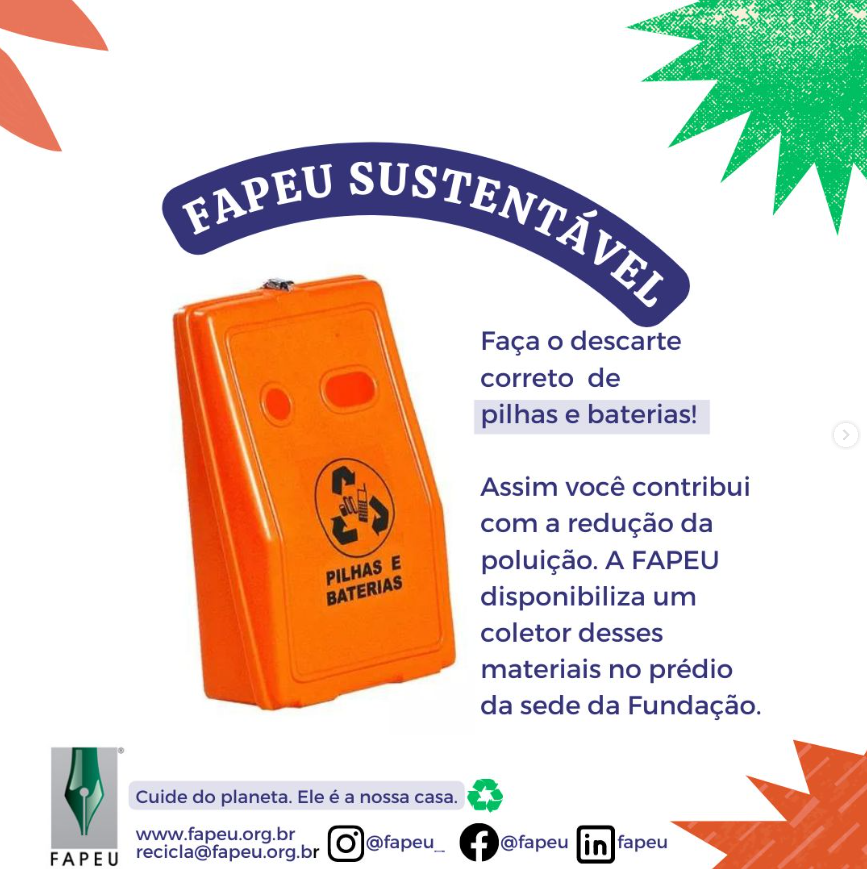 FAPEU SUSTENTÁVEL
Faça o descarte
correto de
pilhas e baterias!
Assim você contribui
com a redução da
poluição. A FAPEU
disponibiliza um
coletor desses
materiais no prédio
da sede da Fundação.
PILHAS E
BATERIAS
Cuide do planeta. Ele é a nossa casa.
www.fapeu.org.br
recicla@fapeu.org.br
@fapeu_
@fapeu
in fapeu
®
FAPEU